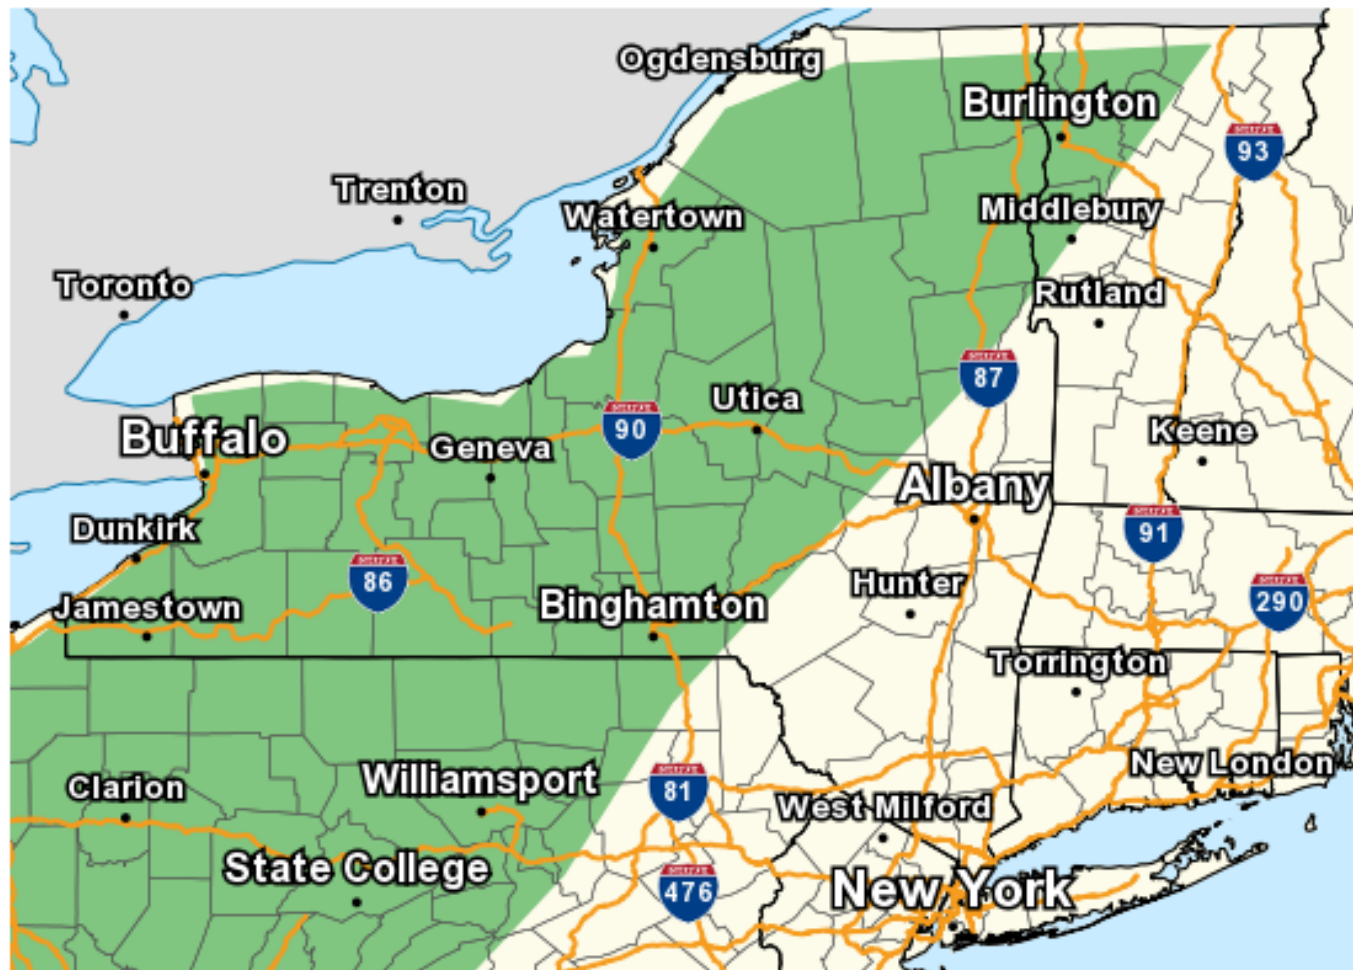 Ogdensburg
Burlington
93
Trenton
Watertown
Middlebury
Toronto
Rutland
87
Utica
90
Buffalo
Geneva
Keene
Albany
Dunkirk
91
86
Hunter
290
Jamestown
Binghamton
Torrington
New London
Williamsport
Clarion
81
West Milford
State College
476
New York